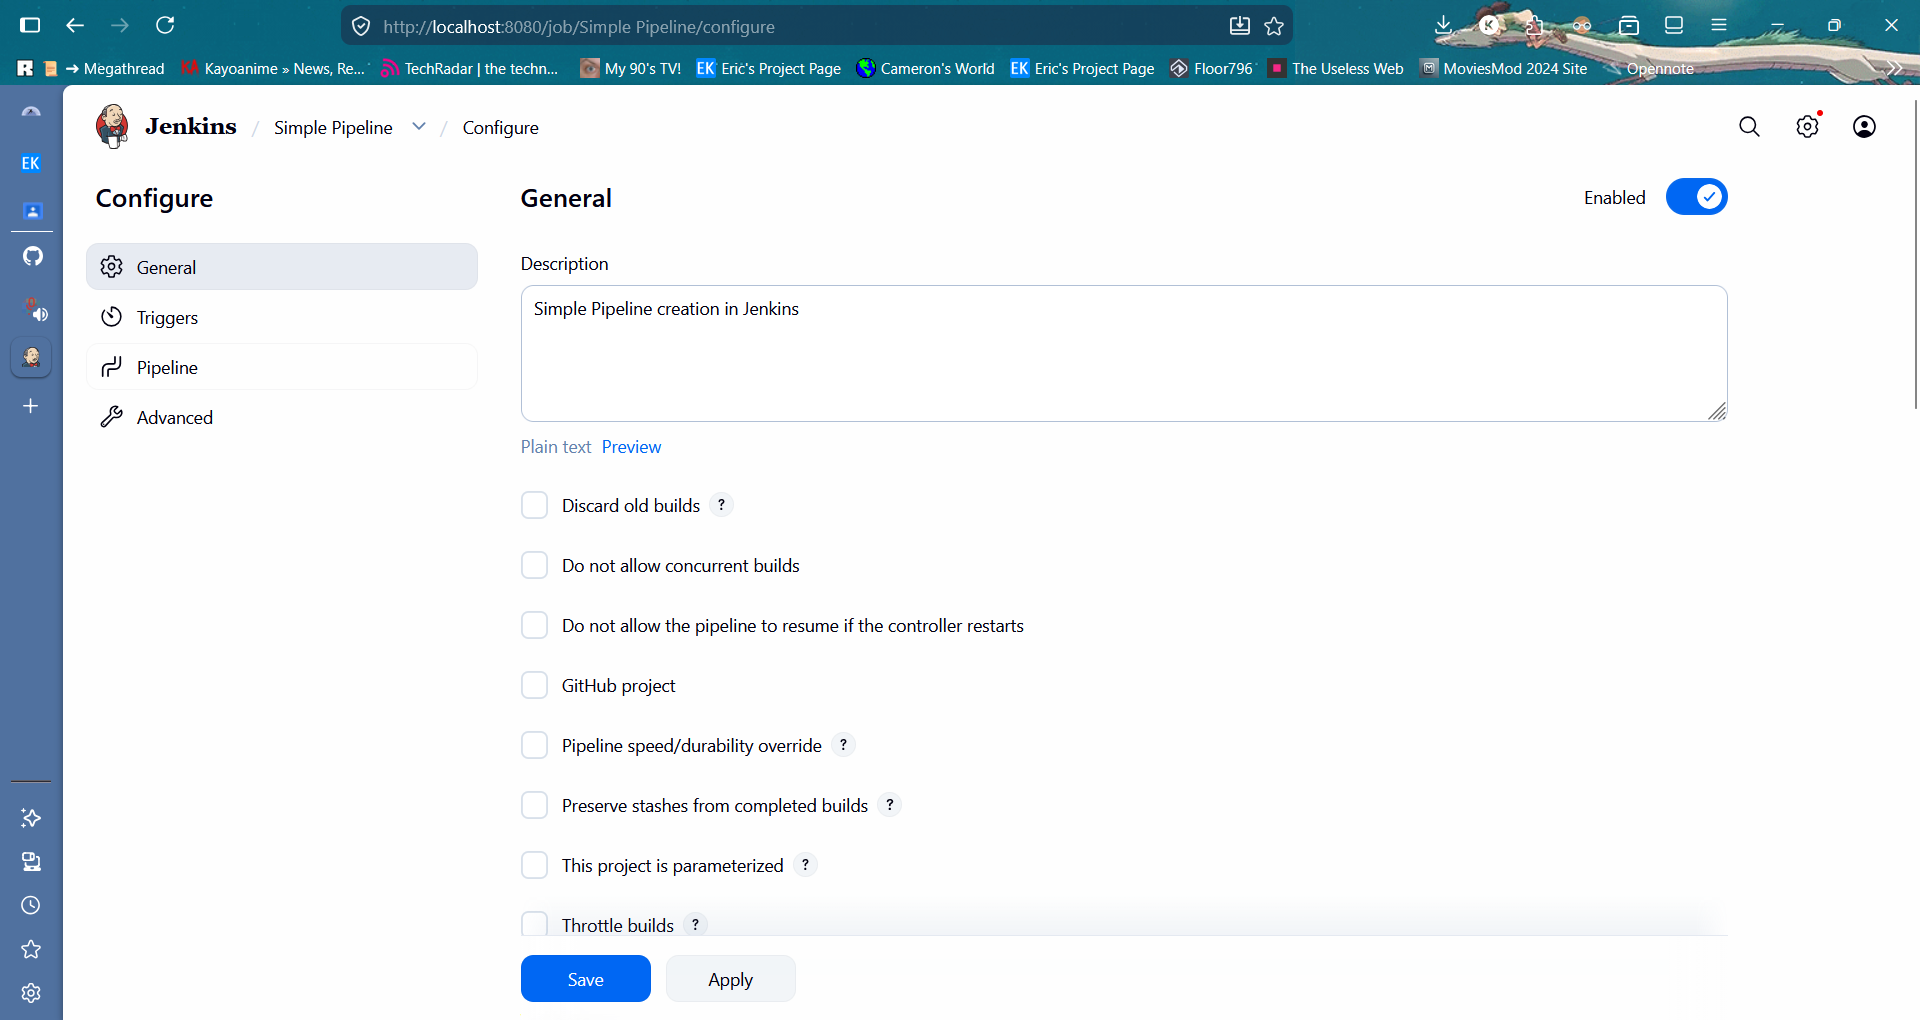 http://localhost:8080/job/Simple Pipeline/configure
K
R
→ Megathread
KA Kayoanime » News, Re...
TechRadar | the techn...
My 90's TV!
EK Eric's Project Page
Cameron's World
EK Eric's Project Page
Floor796
The Useless Web
M MoviesMod 2024 Site
Opennote
EK
Jenkins / Simple Pipeline / Configure
Configure
General
Triggers
Pipeline
Advanced
General
Enabled
Description
Simple Pipeline creation in Jenkins
Plain text Preview
Discard old builds ?
Do not allow concurrent builds
Do not allow the pipeline to resume if the controller restarts
GitHub project
Pipeline speed/durability override ?
Preserve stashes from completed builds ?
This project is parameterized ?
Throttle builds ?
Save
Apply